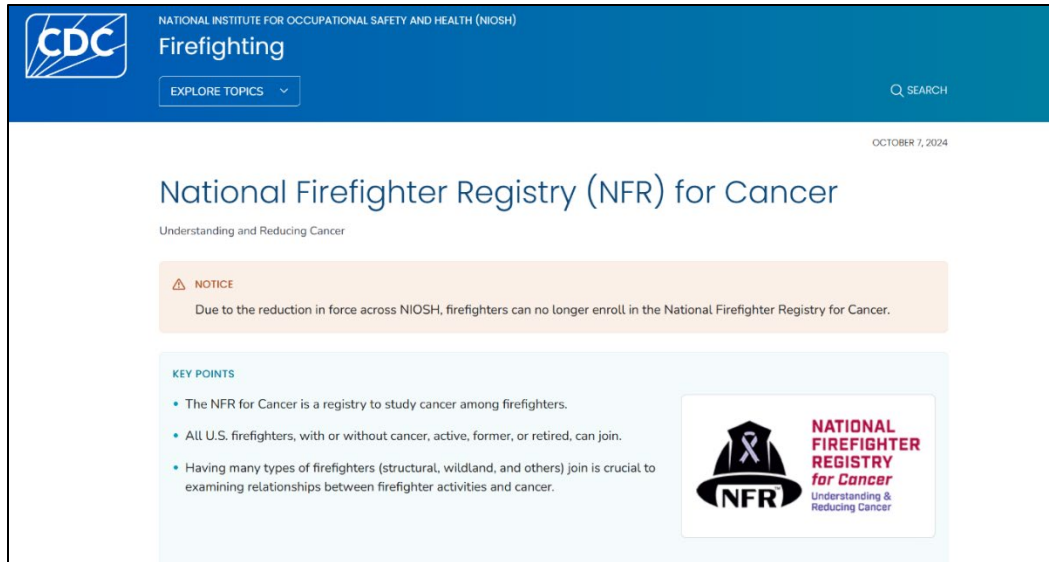 CDC
NATIONAL INSTITUTE FOR OCCUPATIONAL SAFETY AND HEALTH (NIOSH)
Firefighting
EXPLORE TOPICS
SEARCH
OCTOBER 7, 2024
National Firefighter Registry (NFR) for Cancer
Understanding and Reducing Cancer
NOTICE
Due to the reduction in force across NIOSH, firefighters can no longer enroll in the National Firefighter Registry for Cancer.
KEY POINTS
• The NFR for Cancer is a registry to study cancer among firefighters.
• All U.S. firefighters, with or without cancer, active, former, or retired, can join.
• Having many types of firefighters (structural, wildland, and others) join is crucial to
examining relationships between firefighter activities and cancer.
NFR
NATIONAL
FIREFIGHTER
REGISTRY
for Cancer
Understanding &
Reducing Cancer